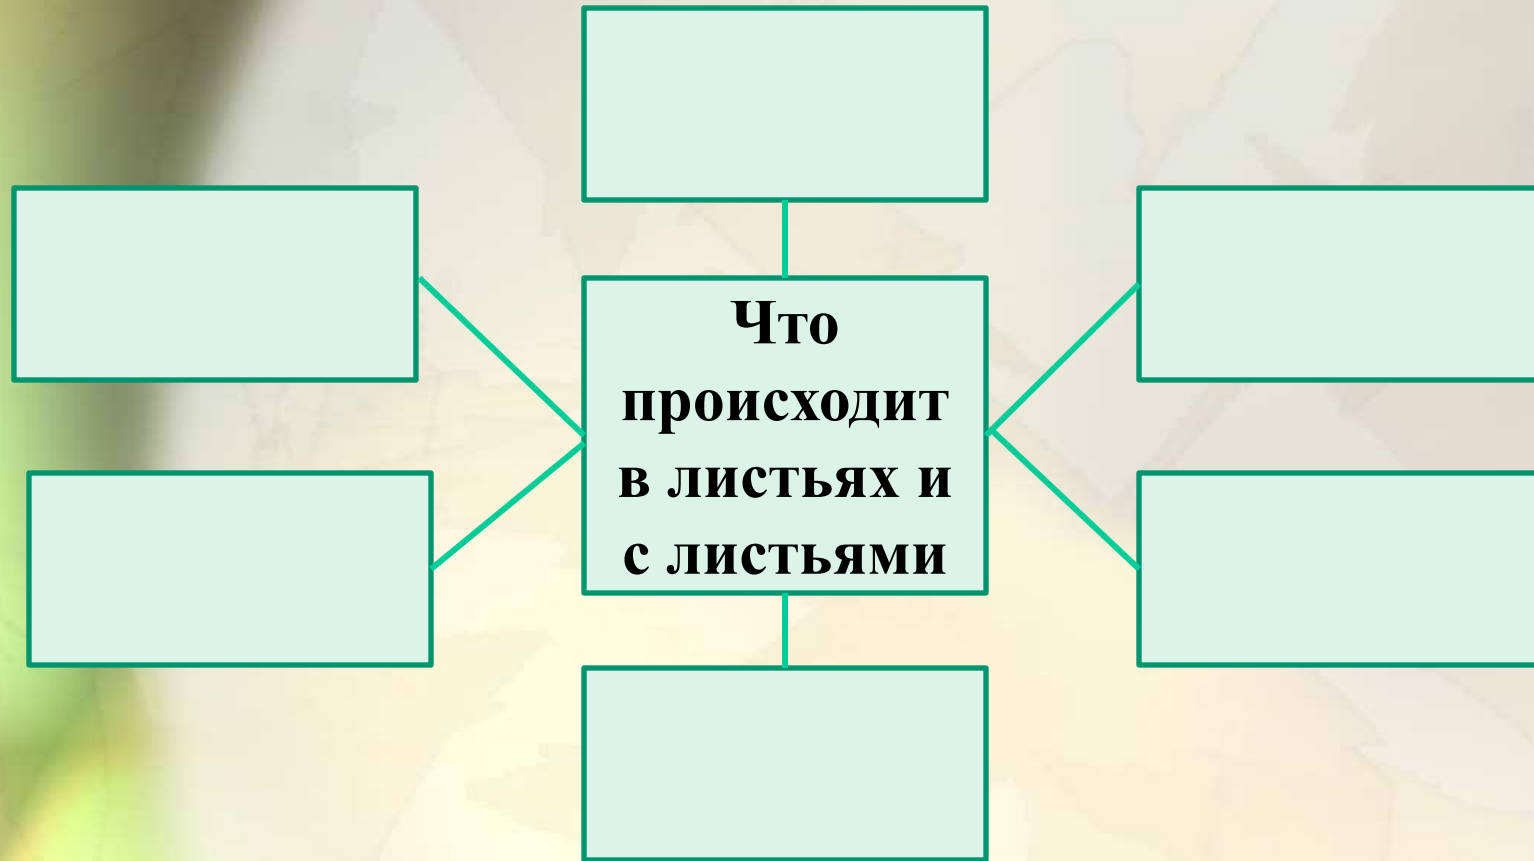 Что
происходит
в листьях и
с листьями